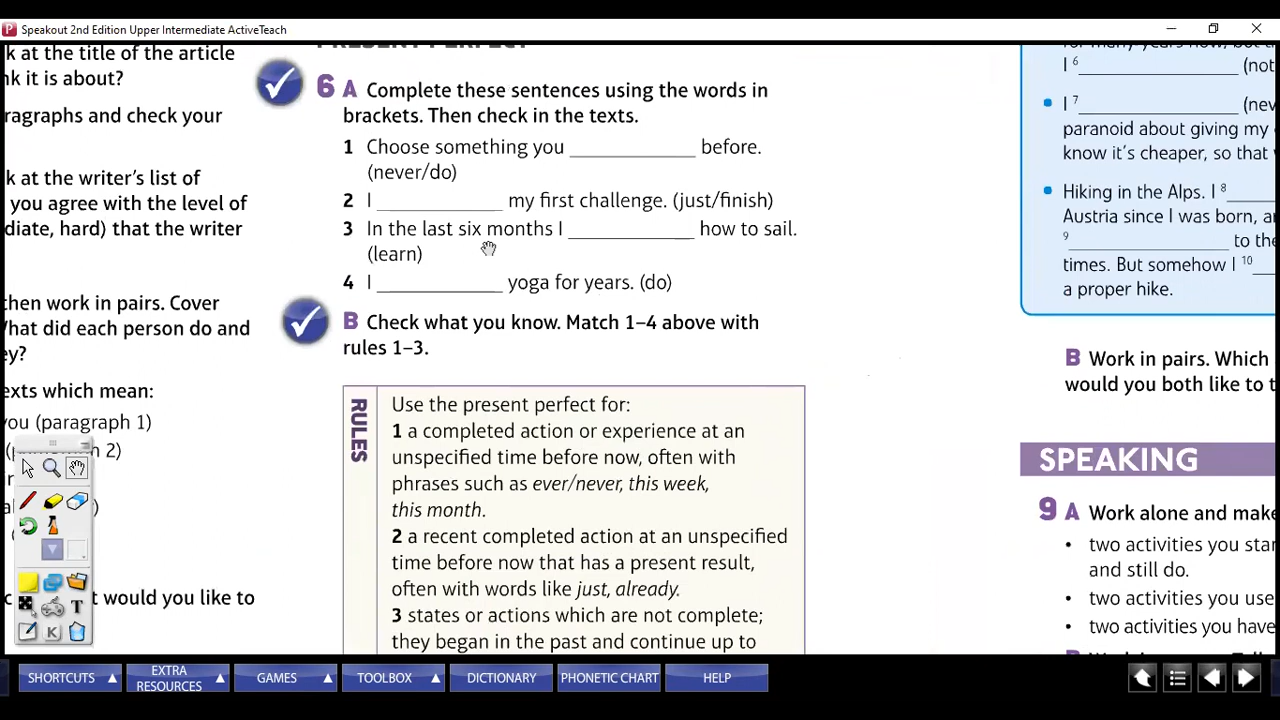 Speakout 2nd Edition Upper Intermediate ActiveTeach
k at the title of the article
nk it is about?
ragraphs and check your
k at the writer's list of
you agree with the level of
diate, hard) that the writer
then work in pairs. Cover
What did each person do and
ey?
exts which mean:
you (paragraph 1)
h 2)
would you like to
PRESENT PERFECT
6 A Complete these sentences using the words in
brackets. Then check in the texts.
1 Choose something you ____________ before.
(never/do)
2 I ____________ my first challenge. (just/finish)
3 In the last six months I ____________ how to sail.
(learn)
4 I ____________ yoga for years. (do)
B Check what you know. Match 1–4 above with
rules 1–3.
RULES
Use the present perfect for:
1 a completed action or experience at an
unspecified time before now, often with
phrases such as ever/never, this week,
this month.
2 a recent completed action at an unspecified
time before now that has a present result,
often with words like just, already.
3 states or actions which are not complete;
they began in the past and continue up to
for many years now, but t
I 6 ____________ (not
• I 7 ____________ (nev
paranoid about giving my
know it's cheaper, so that
• Hiking in the Alps. I 8
Austria since I was born, an
9 ____________ to the
times. But somehow I 10
a proper hike.
B Work in pairs. Which
would you both like to t
SPEAKING
9 A Work alone and make
• two activities you star
and still do.
• two activities you use
• two activities you have
SHORTCUTS
EXTRA
RESOURCES
GAMES
TOOLBOX
DICTIONARY
PHONETIC CHART
HELP